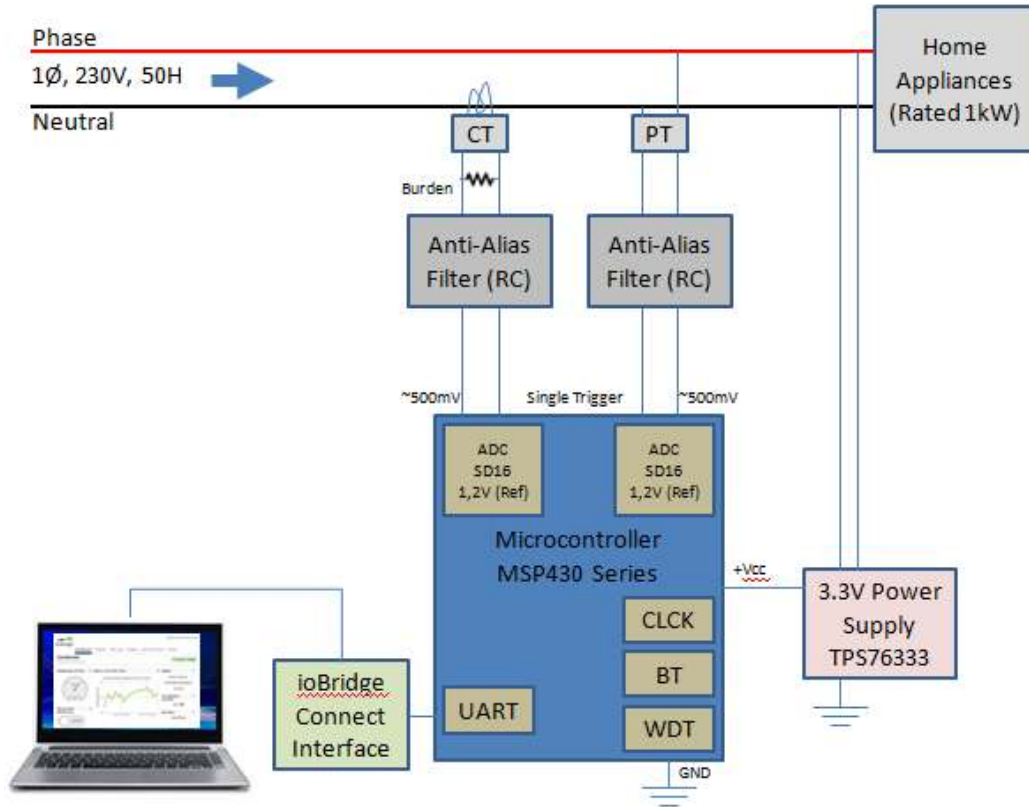 Phase
1Ø, 230V, 50H
Neutral
Home
Appliances
(Rated 1kW)
CT
PT
Burden
Anti-Alias
Filter (RC)
Anti-Alias
Filter (RC)
~500mV
Single Trigger
~500mV
ADC
SD16
1,2V (Ref)
ADC
SD16
1,2V (Ref)
Microcontroller
MSP430 Series
+Vcc
3.3V Power
Supply
TPS76333
CLCK
BT
WDT
UART
ioBridge
Connect
Interface
GND